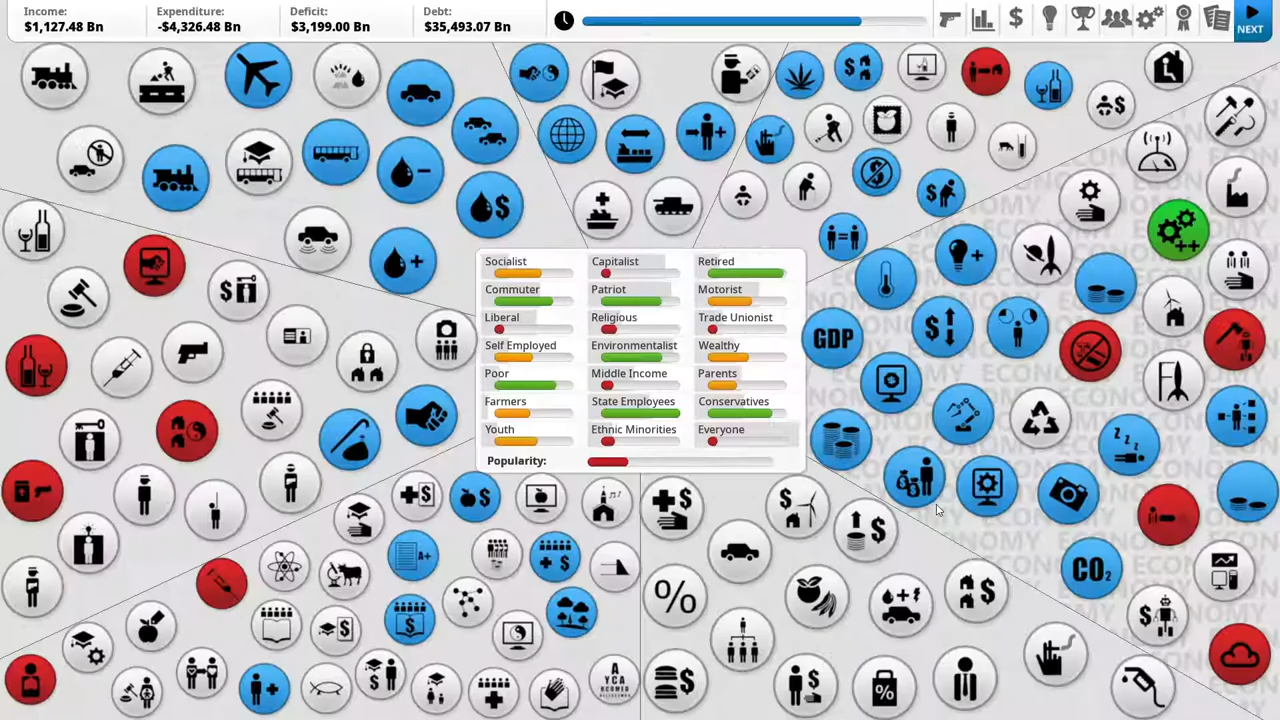 Income:
$1,127.48 Bn
Expenditure:
-$4,326.48 Bn
Deficit:
$3,199.00 Bn
Debt:
$35,493.07 Bn
NEXT
Socialist
Capitalist
Retired
Commuter
Patriot
Motorist
Liberal
Religious
Trade Unionist
Self Employed
Environmentalist
Wealthy
Poor
Middle Income
Parents
Farmers
State Employees
Conservatives
Youth
Ethnic Minorities
Everyone
Popularity:
GDP
CO2
A+
A
YCA